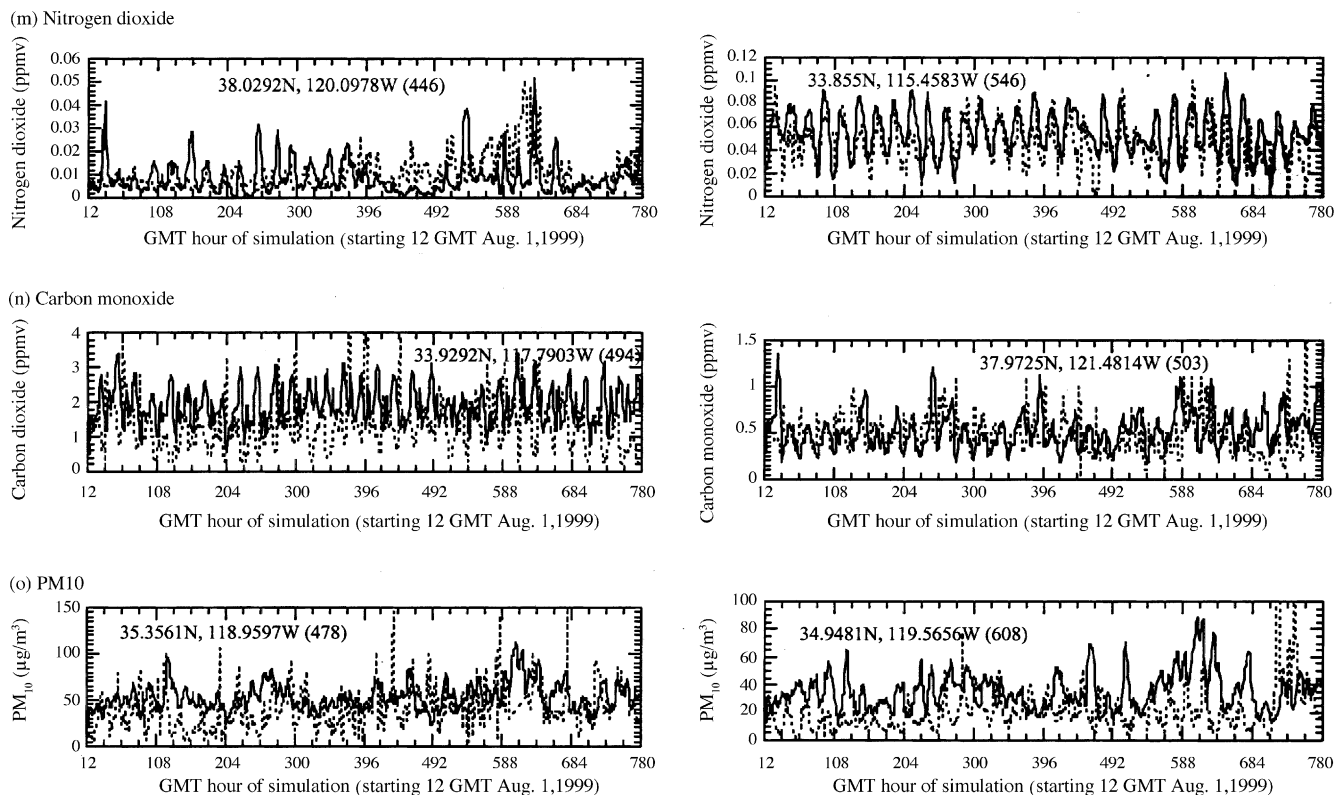 (m) Nitrogen dioxide
Nitrogen dioxide (ppmv)
0.06
0.05
0.04
0.03
0.02
0.01
0
38.0292N, 120.0978W (446)
12 108 204 300 396 492 588 684 780
GMT hour of simulation (starting 12 GMT Aug. 1,1999)
Nitrogen dioxide (ppmv)
0.12
0.1
0.08
0.06
0.04
0.02
0
33.855N, 115.4583W (546)
12 108 204 300 396 492 588 684 780
GMT hour of simulation (starting 12 GMT Aug. 1,1999)
(n) Carbon monoxide
Carbon dioxide (ppmv)
4
3
2
1
0
33.9292N, 117.7903W (494)
12 108 204 300 396 492 588 684 780
GMT hour of simulation (starting 12 GMT Aug. 1,1999)
Carbon monoxide (ppmv)
1.5
1
0.5
0
37.9725N, 121.4814W (503)
12 108 204 300 396 492 588 684 780
GMT hour of simulation (starting 12 GMT Aug. 1,1999)
(o) PM10
PM10 (μg/m³)
150
100
50
0
35.3561N, 118.9597W (478)
12 108 204 300 396 492 588 684 780
GMT hour of simulation (starting 12 GMT Aug. 1,1999)
PM10 (μg/m³)
100
80
60
40
20
0
34.9481N, 119.5656W (608)
12 108 204 300 396 492 588 684 780
GMT hour of simulation (starting 12 GMT Aug. 1,1999)